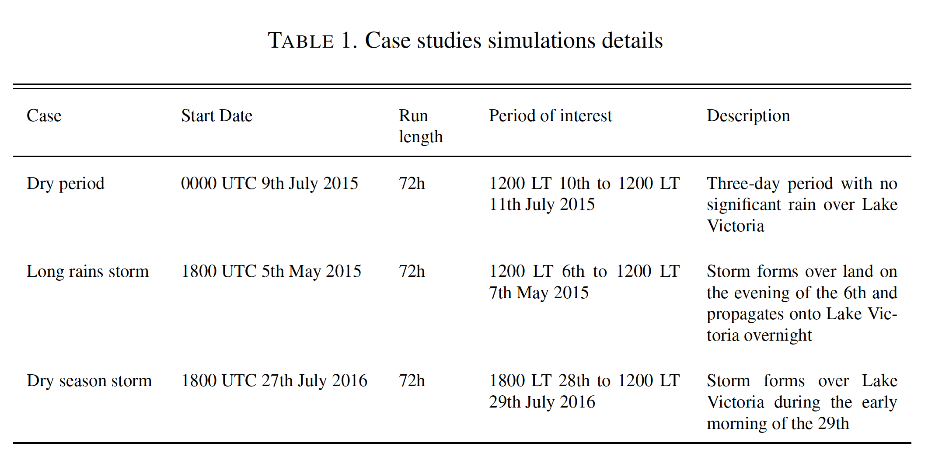 TABLE 1. Case studies simulations details
Case Start Date Run length Period of interest Description
Dry period 0000 UTC 9th July 2015 72h 1200 LT 10th to 1200 LT Three-day period with no
11th July 2015 significant rain over Lake
Victoria
Long rains storm 1800 UTC 5th May 2015 72h 1200 LT 6th to 1200 LT Storm forms over land on
7th May 2015 the evening of the 6th and
propagates onto Lake Vic-
toria overnight
Dry season storm 1800 UTC 27th July 2016 72h 1800 LT 28th to 1200 LT Storm forms over Lake
29th July 2016 Victoria during the early
morning of the 29th